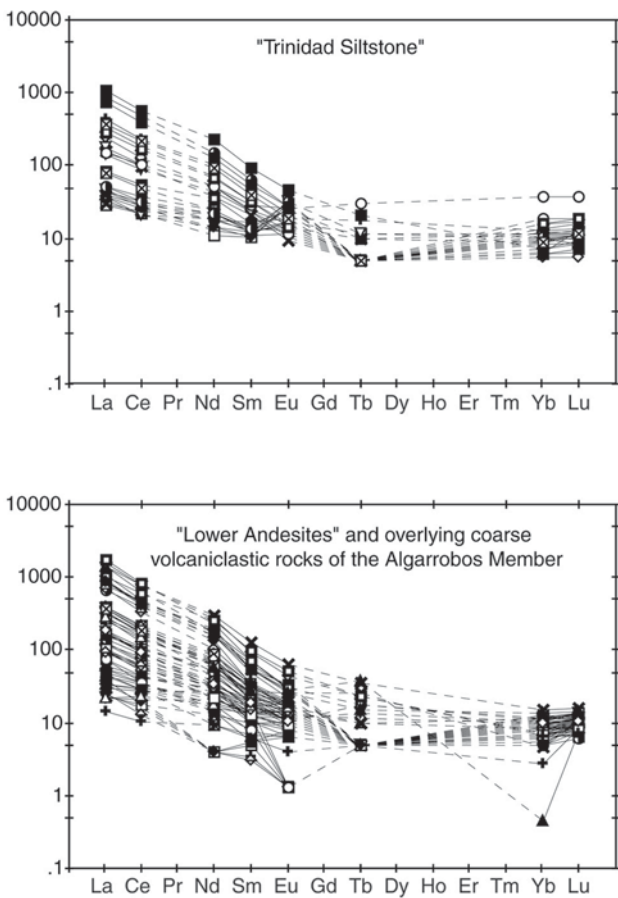 10000
"Trinidad Siltstone"
1000
100
10
1
.1
La Ce Pr Nd Sm Eu Gd Tb Dy Ho Er Tm Yb Lu
10000
"Lower Andesites" and overlying coarse
volcaniclastic rocks of the Algarrobos Member
1000
100
10
1
.1
La Ce Pr Nd Sm Eu Gd Tb Dy Ho Er Tm Yb Lu